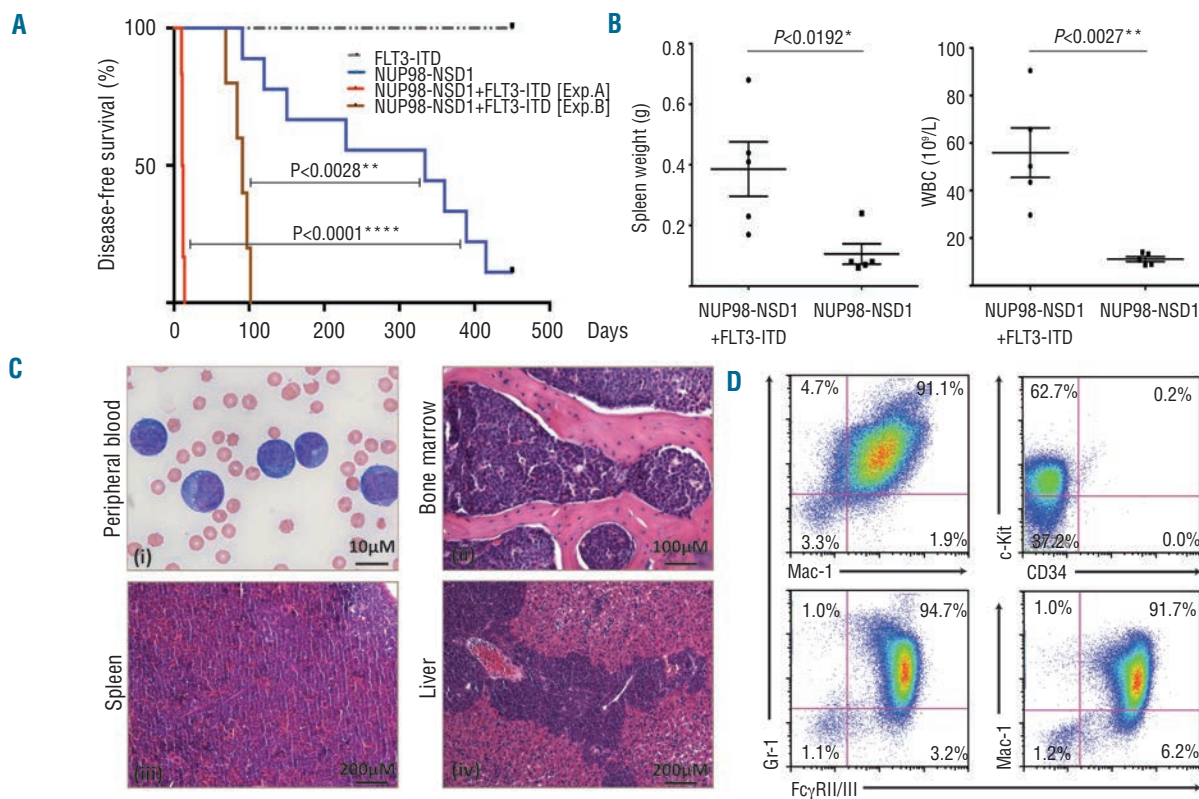 A
100
50
Disease-free survival (%)
FLT3-ITD
NUP98-NSD1
NUP98-NSD1+FLT3-ITD [Exp.A]
NUP98-NSD1+FLT3-ITD [Exp.B]
P<0.0028**
P<0.0001****
0 100 200 300 400 500 Days
B
P<0.0192*
0.8
0.6
0.4
0.2
Spleen weight (g)
NUP98-NSD1 NUP98-NSD1
+FLT3-ITD
P<0.0027**
100
80
60
40
20
WBC (10⁹/L)
NUP98-NSD1 NUP98-NSD1
+FLT3-ITD
C
Peripheral blood
(i)
10µM
Bone marrow
(ii)
100µM
Spleen
(iii)
200µM
Liver
(iv)
200µM
D
4.7% 91.1%
3.3% 1.9%
Mac-1
62.7% 0.2%
37.2% 0.0%
c-Kit
CD34
1.0% 94.7%
1.1% 3.2%
Gr-1
1.0% 91.7%
1.2% 6.2%
Mac-1
FcγRII/III